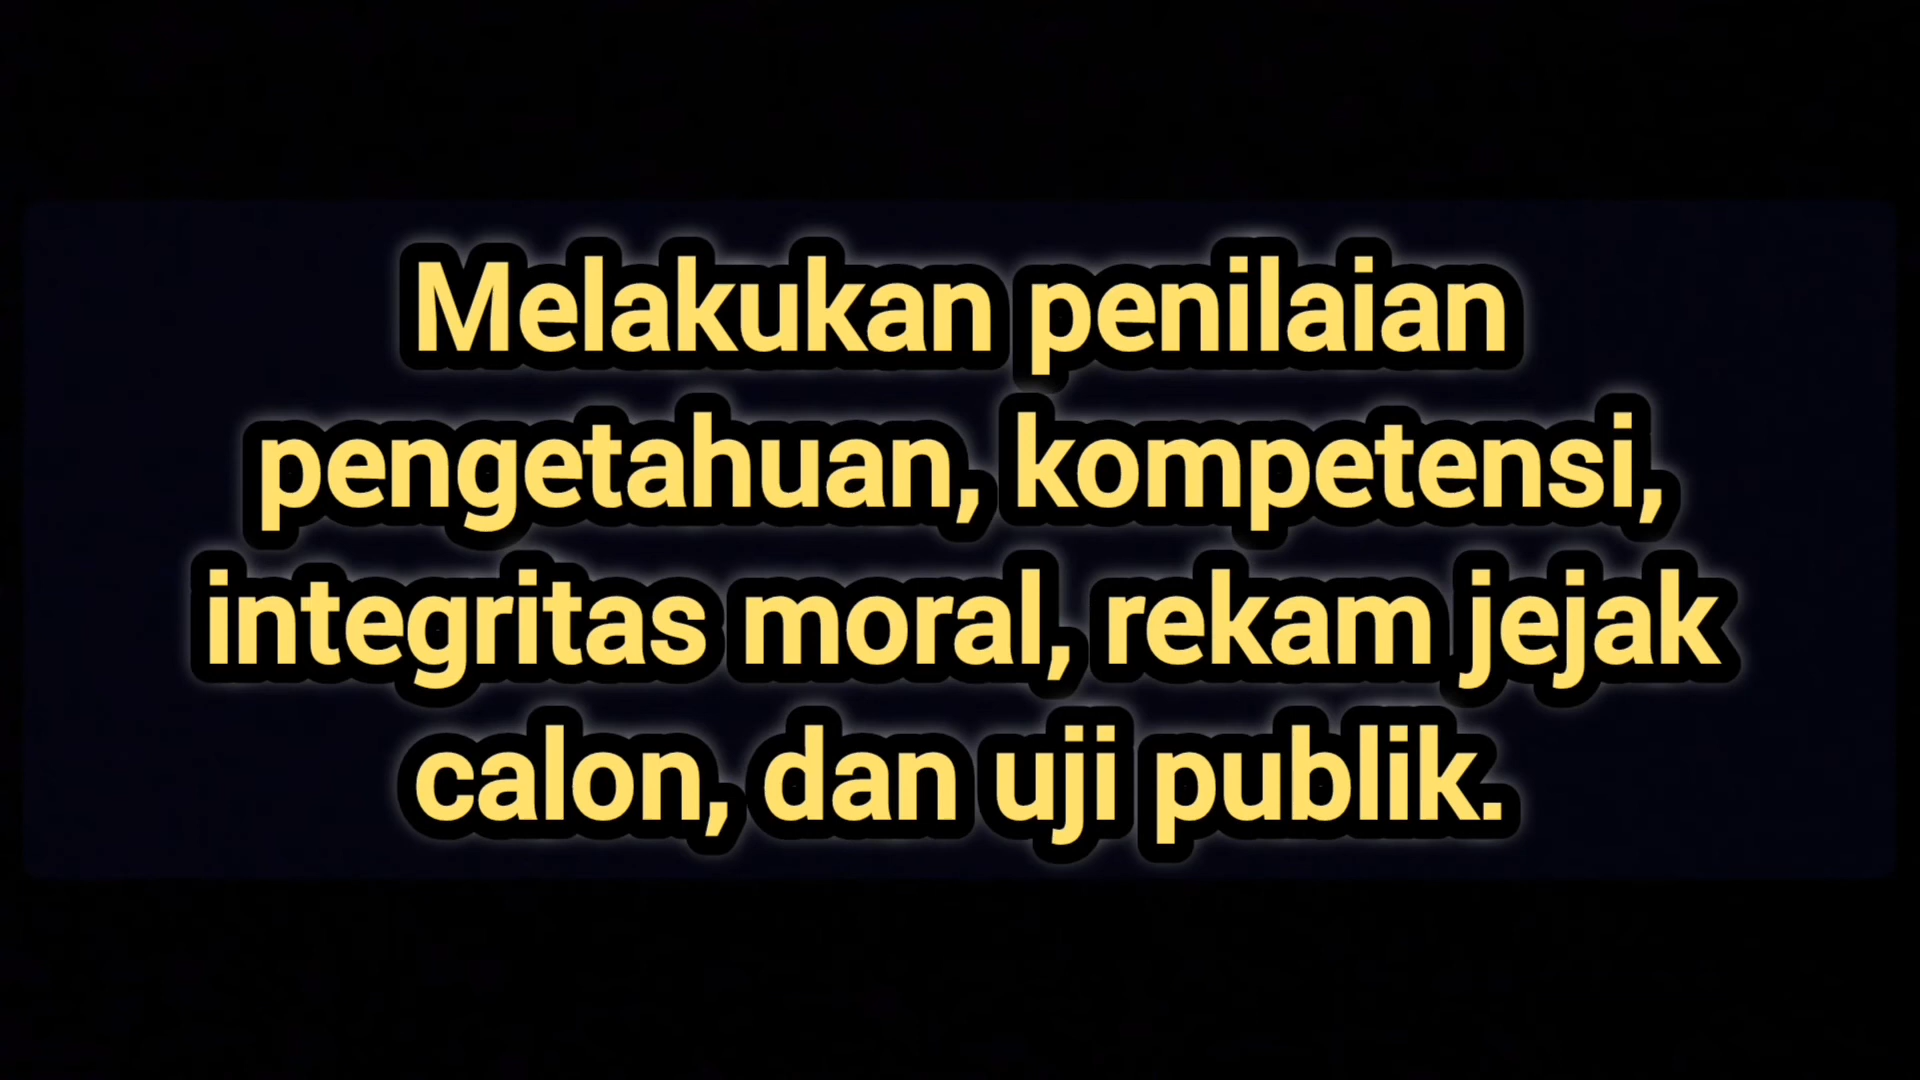 Melakukan penilaian
pengetahuan, kompetensi,
integritas moral, rekam jejak
calon, dan uji publik.